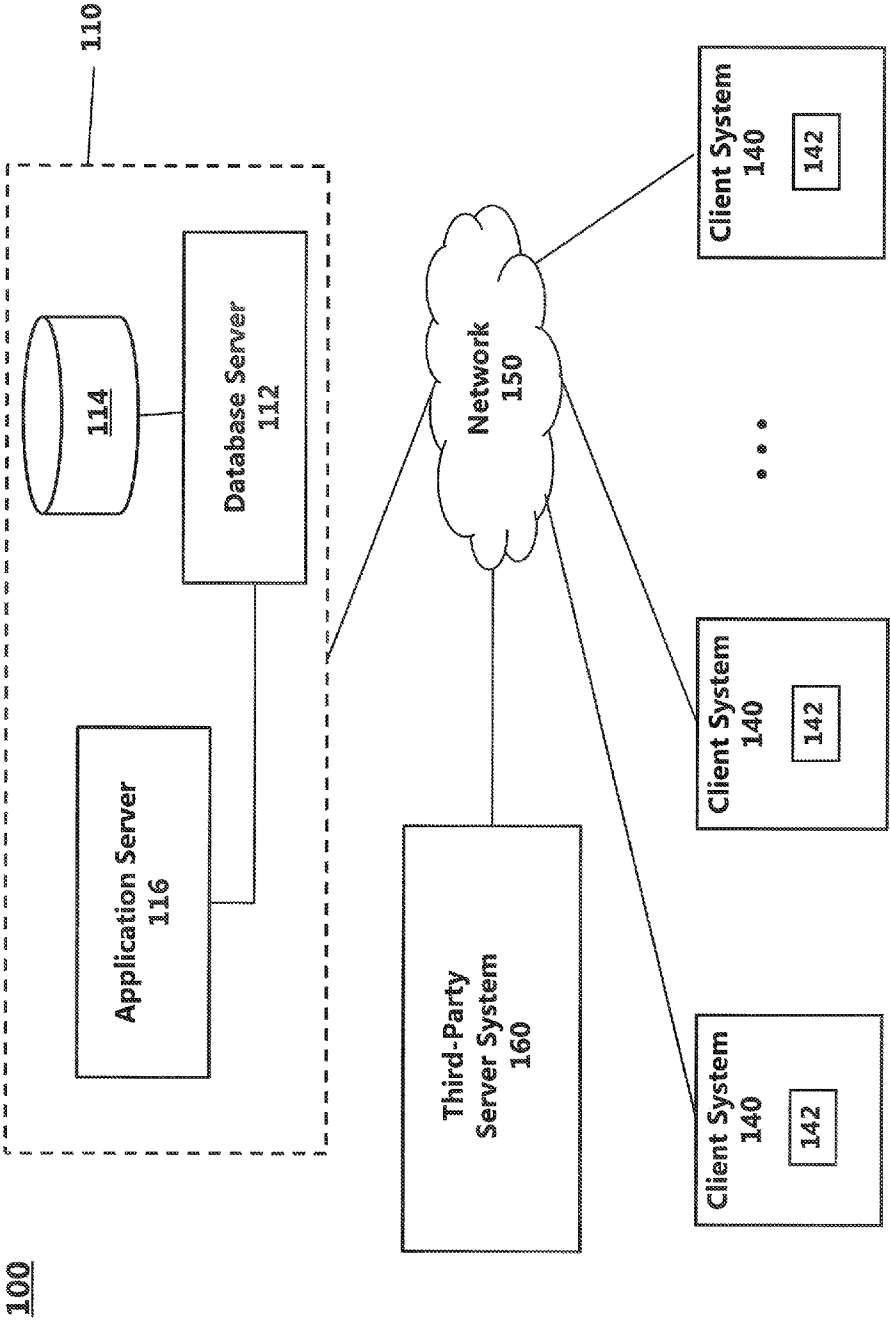 100
110
114
Application Server
116
Database Server
112
Network
150
Third-Party
Server System
160
Client System
140
142
Client System
140
142
• • •
Client System
140
142